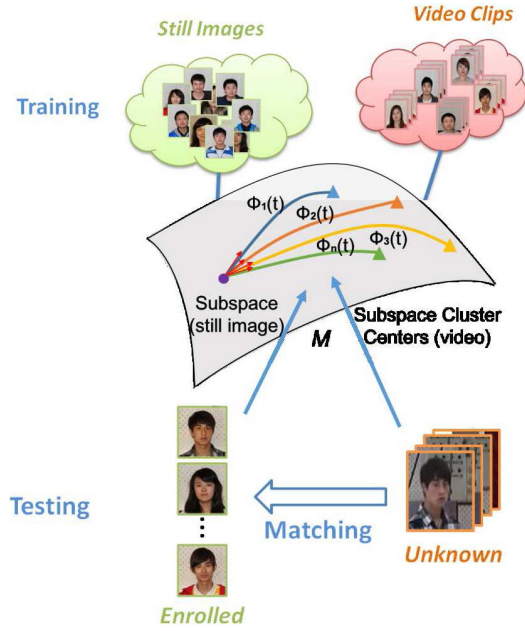 Still Images
Video Clips
Training
Φ₁(t)
Φ₂(t)
Φₙ(t)
Φ₃(t)
Subspace
(still image)
M
Subspace Cluster
Centers (video)
Testing
Matching
Enrolled
Unknown